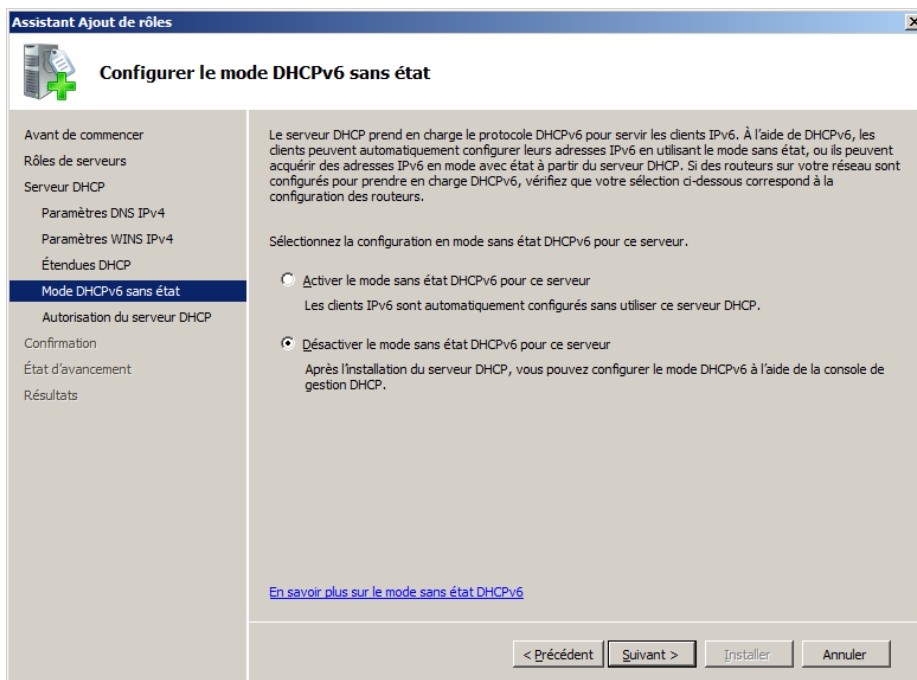 Assistant Ajout de rôles
Configurer le mode DHCPv6 sans état
Avant de commencer
Rôles de serveurs
Serveur DHCP
Paramètres DNS IPv4
Paramètres WINS IPv4
Étendues DHCP
Mode DHCPv6 sans état
Autorisation du serveur DHCP
Confirmation
État d'avancement
Résultats
Le serveur DHCP prend en charge le protocole DHCPv6 pour servir les clients IPv6. À l'aide de DHCPv6, les
clients peuvent automatiquement configurer leurs adresses IPv6 en utilisant le mode sans état, ou ils peuvent
acquérir des adresses IPv6 en mode avec état à partir du serveur DHCP. Si des routeurs sur votre réseau sont
configurés pour prendre en charge DHCPv6, vérifiez que votre sélection ci-dessous correspond à la
configuration des routeurs.
Sélectionnez la configuration en mode sans état DHCPv6 pour ce serveur.
Activer le mode sans état DHCPv6 pour ce serveur
Les clients IPv6 sont automatiquement configurés sans utiliser ce serveur DHCP.
Désactiver le mode sans état DHCPv6 pour ce serveur
Après l'installation du serveur DHCP, vous pouvez configurer le mode DHCPv6 à l'aide de la console de
gestion DHCP.
En savoir plus sur le mode sans état DHCPv6
< Précédent
Suivant >
Installer
Annuler